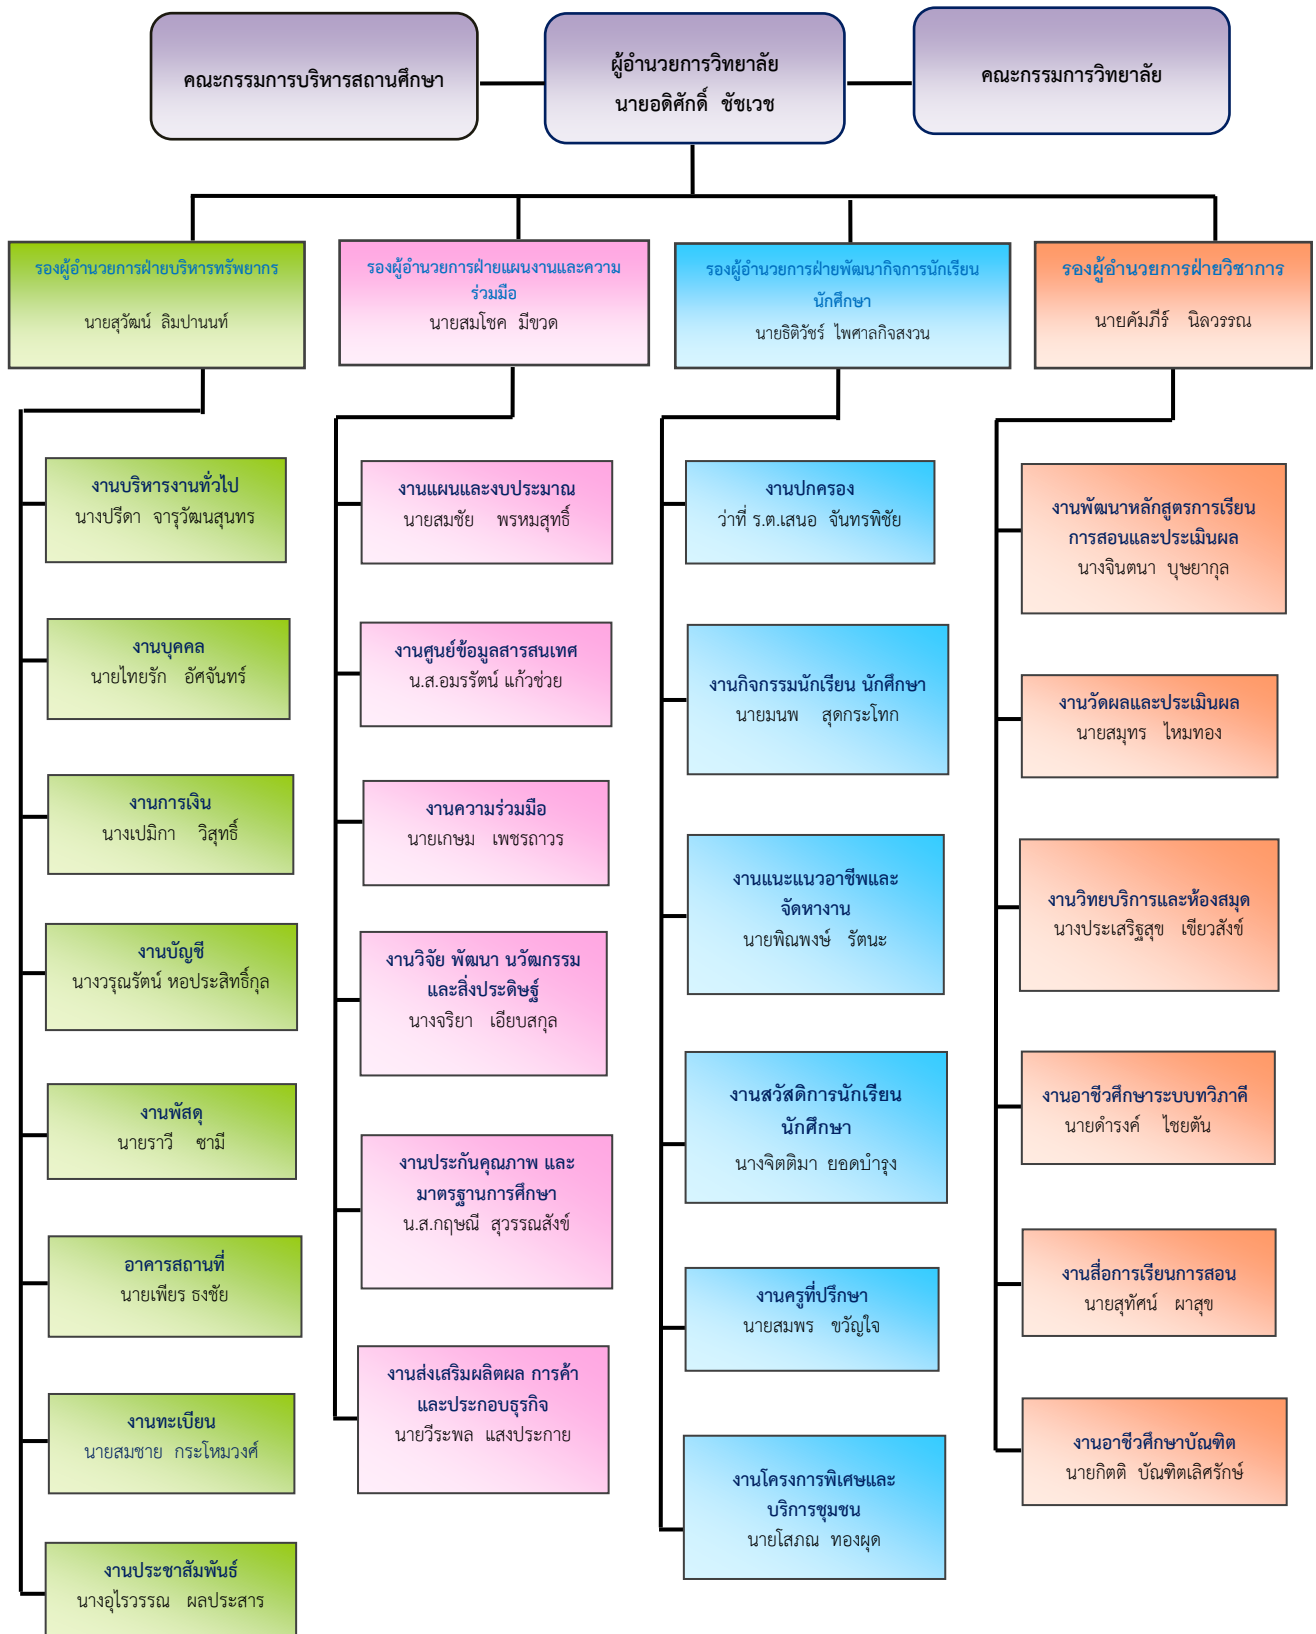 คณะกรรมการบริหารสถานศึกษา
ผู้อำนวยการวิทยาลัย
นายอดิศักดิ์ ชัชเวช
คณะกรรมการวิทยาลัย
รองผู้อำนวยการฝ่ายบริหารทรัพยากร
นายสุวัฒน์ ลิมปานนท์
รองผู้อำนวยการฝ่ายแผนงานและความ
ร่วมมือ
นายสมโชค มีขวด
รองผู้อำนวยการฝ่ายพัฒนากิจการนักเรียน
นักศึกษา
นายธิติวัชร์ ไพศาลกิจสงวน
รองผู้อำนวยการฝ่ายวิชาการ
นายคัมภีร์ นิลวรรณ
งานบริหารงานทั่วไป
นางปรีดา จารุวัฒนสุนทร
งานบุคคล
นายไทยรัก อัศจันทร์
งานการเงิน
นางเปมิกา วิสุทธิ์
งานบัญชี
นางวรุณรัตน์ หอประสิทธิ์กุล
งานพัสดุ
นายราวี ซามี
อาคารสถานที่
นายเพียร ธงชัย
งานทะเบียน
นายสมชาย กระโหมวงศ์
งานประชาสัมพันธ์
นางอุไรวรรณ ผลประสาร
งานแผนและงบประมาณ
นายสมชัย พรหมสุทธิ์
งานศูนย์ข้อมูลสารสนเทศ
น.ส.อมรรัตน์ แก้วช่วย
งานความร่วมมือ
นายเกษม เพชรถาวร
งานวิจัย พัฒนา นวัฒกรรม
และสิ่งประดิษฐ์
นางจริยา เอียบสกุล
งานประกันคุณภาพ และ
มาตรฐานการศึกษา
น.ส.กฤษณี สุวรรณสังข์
งานส่งเสริมผลิตผล การค้า
และประกอบธุรกิจ
นายวีระพล แสงประกาย
งานปกครอง
ว่าที่ ร.ต.เสนอ จันทรพิชัย
งานกิจกรรมนักเรียน นักศึกษา
นายมนพ สุดกระโทก
งานแนะแนวอาชีพและ
จัดหางาน
นายพิณพงษ์ รัตนะ
งานสวัสดิการนักเรียน
นักศึกษา
นางจิตติมา ยอดบำรุง
งานครูที่ปรึกษา
นายสมพร ขวัญใจ
งานโครงการพิเศษและ
บริการชุมชน
นายโสภณ ทองผุด
งานพัฒนาหลักสูตรการเรียน
การสอนและประเมินผล
นางจินตนา บุษยากุล
งานวัดผลและประเมินผล
นายสมุทร ไหมทอง
งานวิทยบริการและห้องสมุด
นางประเสริฐสุข เขียวสังข์
งานอาชีวศึกษาระบบทวิภาคี
นายดำรงค์ ไชยตัน
งานสื่อการเรียนการสอน
นายสุทัศน์ ผาสุข
งานอาชีวศึกษาบัณฑิต
นายกิตติ บัณฑิตเลิศรักษ์